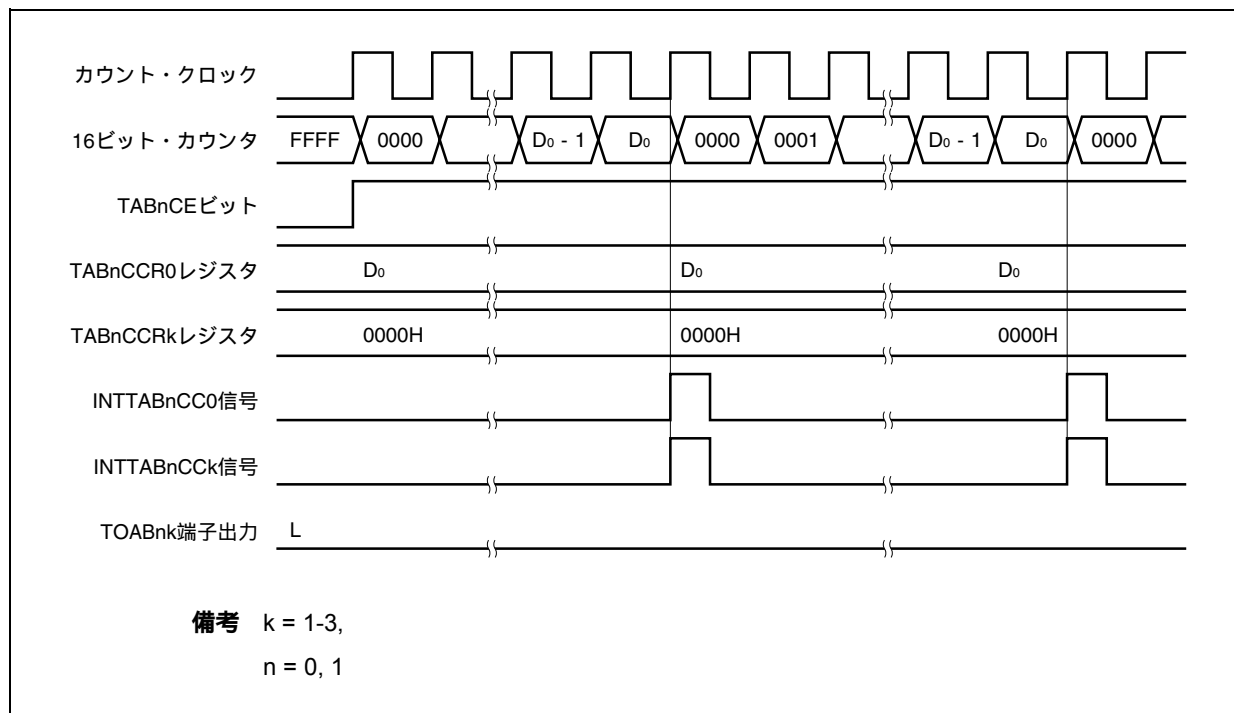 カウント・クロック
16ビット・カウンタ FFFF 0000 D0 - 1 D0 0000 0001 D0 - 1 D0 0000
TABnCEビット
TABnCCR0レジスタ D0 D0 D0
TABnCCRkレジスタ 0000H 0000H 0000H
INTTABnCC0信号
INTTABnCCk信号
TOABnk端子出力 L
備考 k = 1-3,
n = 0, 1